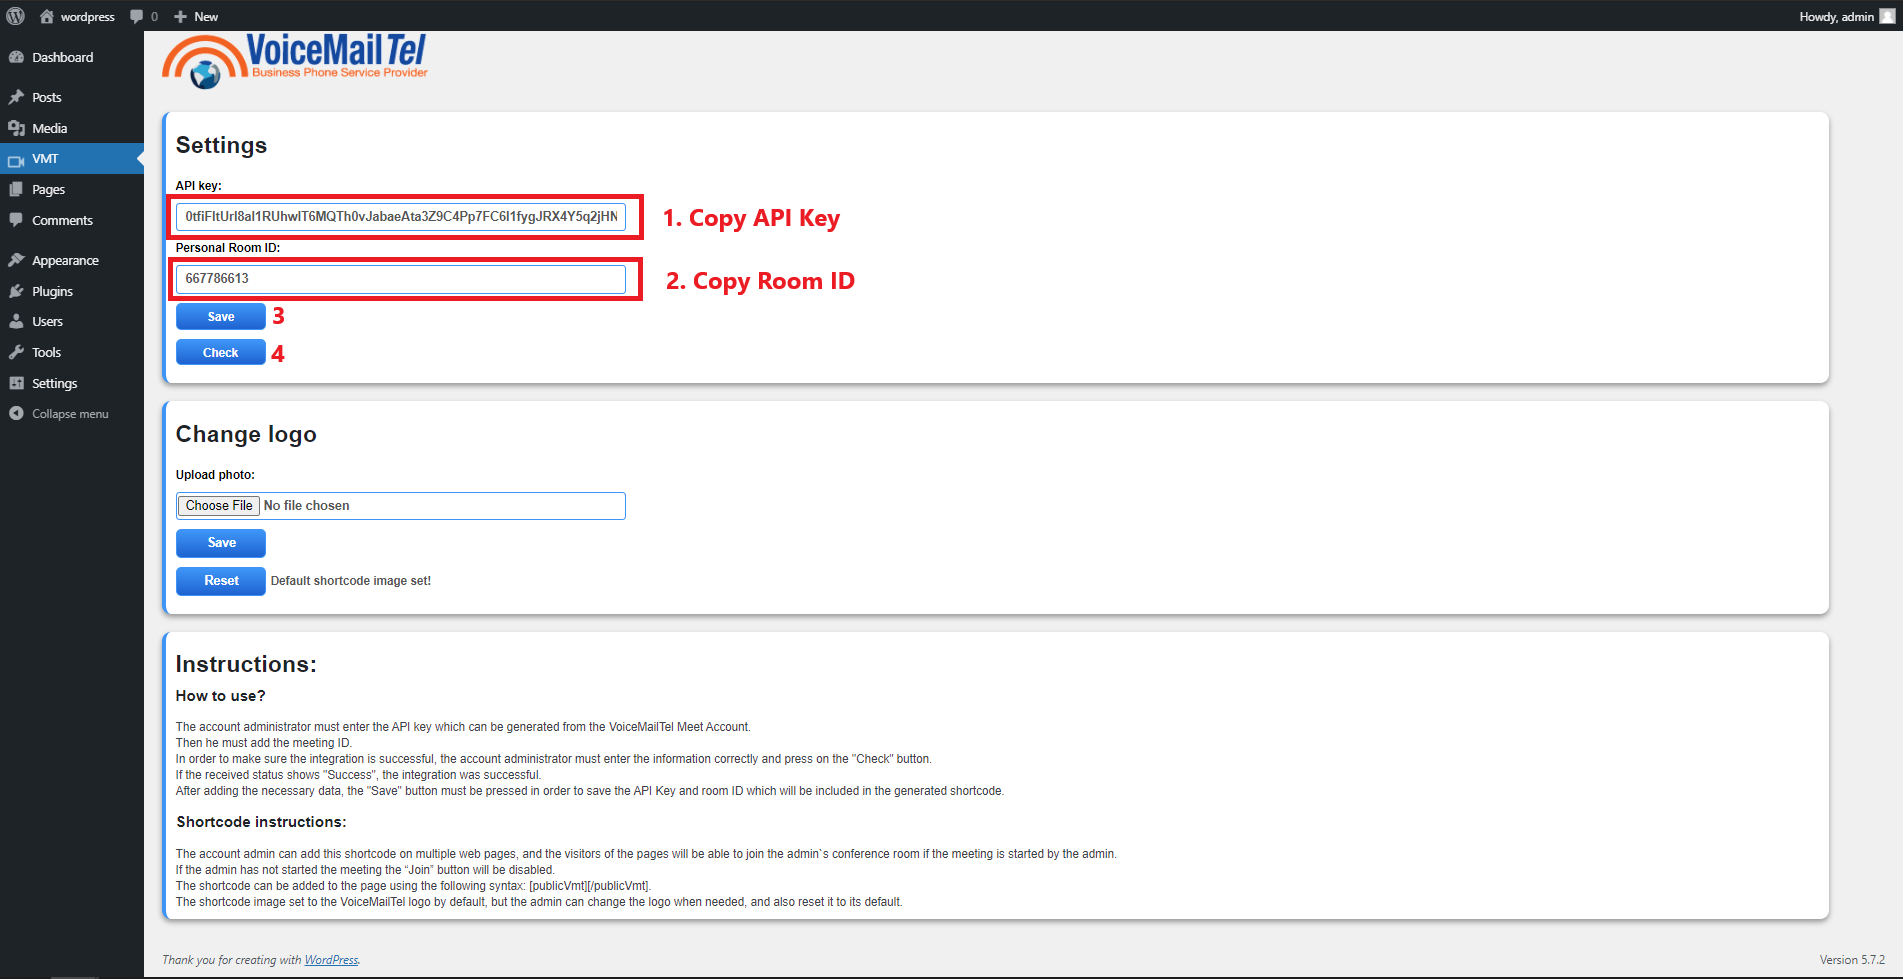 wordpress 0 New Howdy, admin
Dashboard
Posts
Media
VMT
Pages
Comments
Appearance
Plugins
Users
Tools
Settings
Collapse menu
VoiceMailTel
Business Phone Service Provider
Settings
API key:
1. Copy API Key
Personal Room ID:
667786613 2. Copy Room ID
Save 3
Check 4
Change logo
Upload photo:
Choose File No file chosen
Save
Reset Default shortcode image set!
Instructions:
How to use?
The account administrator must enter the API key which can be generated from the VoiceMailTel Meet Account.
Then he must add the meeting ID.
In order to make sure the integration is successful, the account administrator must enter the information correctly and press on the "Check" button.
If the received status shows "Success", the integration was successful.
After adding the necessary data, the "Save" button must be pressed in order to save the API Key and room ID which will be included in the generated shortcode.
Shortcode instructions:
The account admin can add this shortcode on multiple web pages, and the visitors of the pages will be able to join the admin`s conference room if the meeting is started by the admin.
If the admin has not started the meeting the “Join” button will be disabled.
The shortcode can be added to the page using the following syntax: [publicVmt][/publicVmt].
The shortcode image set to the VoiceMailTel logo by default, but the admin can change the logo when needed, and also reset it to its default.
Thank you for creating with WordPress. Version 5.7.2